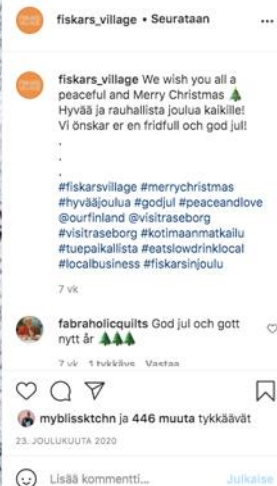 fiskars_village • Seurataan
fiskars_village We wish you all a
peaceful and Merry Christmas 🎄
Hyvää ja rauhallista joulua kaikille!
Vi önskar er en fridfull och god jul!
.
.
.
#fiskarsvillage #merrychristmas
#hyvääjoulua #godjul #peaceandlove
@ourfinland @visitraseborg
#visitraseborg #kotimaanmatkailu
#tuepaikallista #eatslowdrinklocal
#localbusiness #fiskarsinjoulu
7 vk
fabraholicquilts God jul och gott
nytt år 🎄🎄🎄
7 vk 1 tykkäys Vastaa
myblissktchn ja 446 muuta tykkäävät
23. JOULUKUUTA 2020
Lisää kommentti... Julkaise